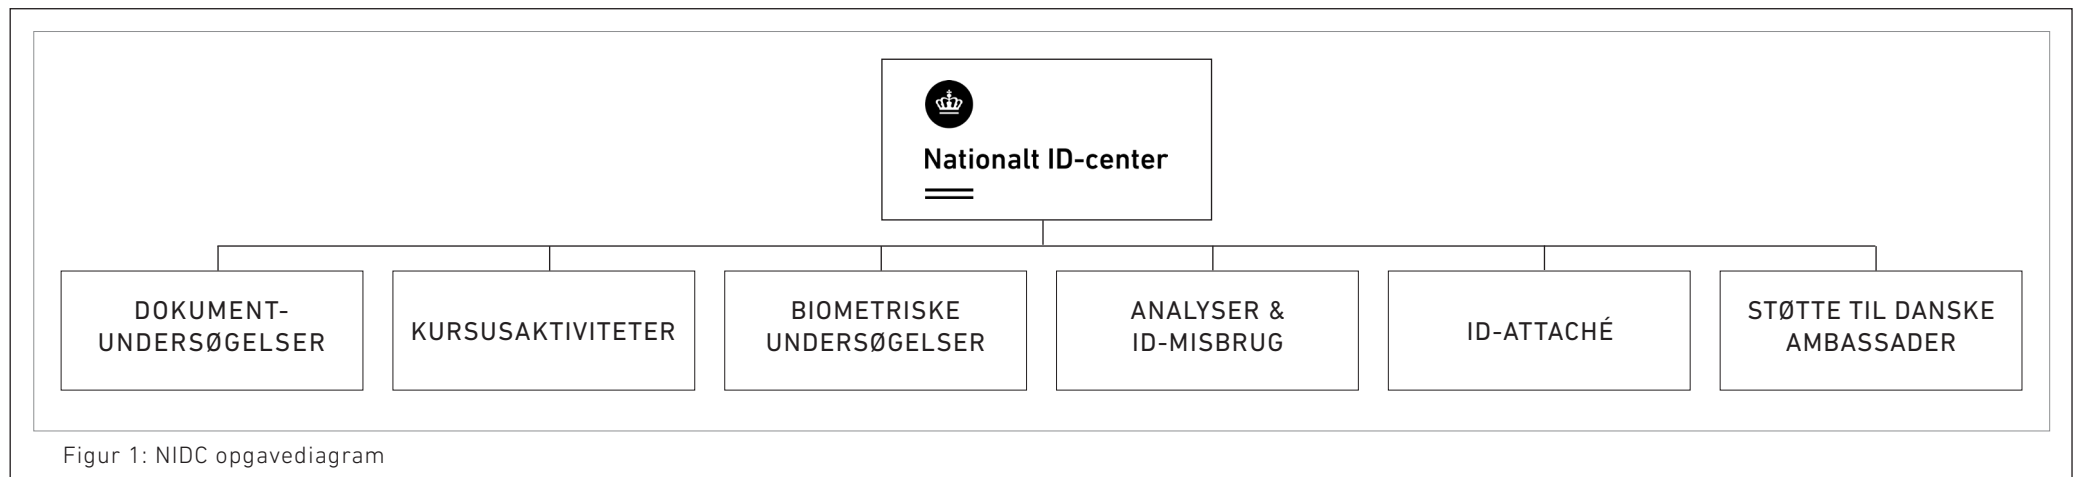 Nationalt ID-center
DOKUMENT-
UNDERSØGELSER
KURSUSAKTIVITETER
BIOMETRISKE
UNDERSØGELSER
ANALYSER &
ID-MISBRUG
ID-ATTACHÉ
STØTTE TIL DANSKE
AMBASSADER
Figur 1: NIDC opgavediagram